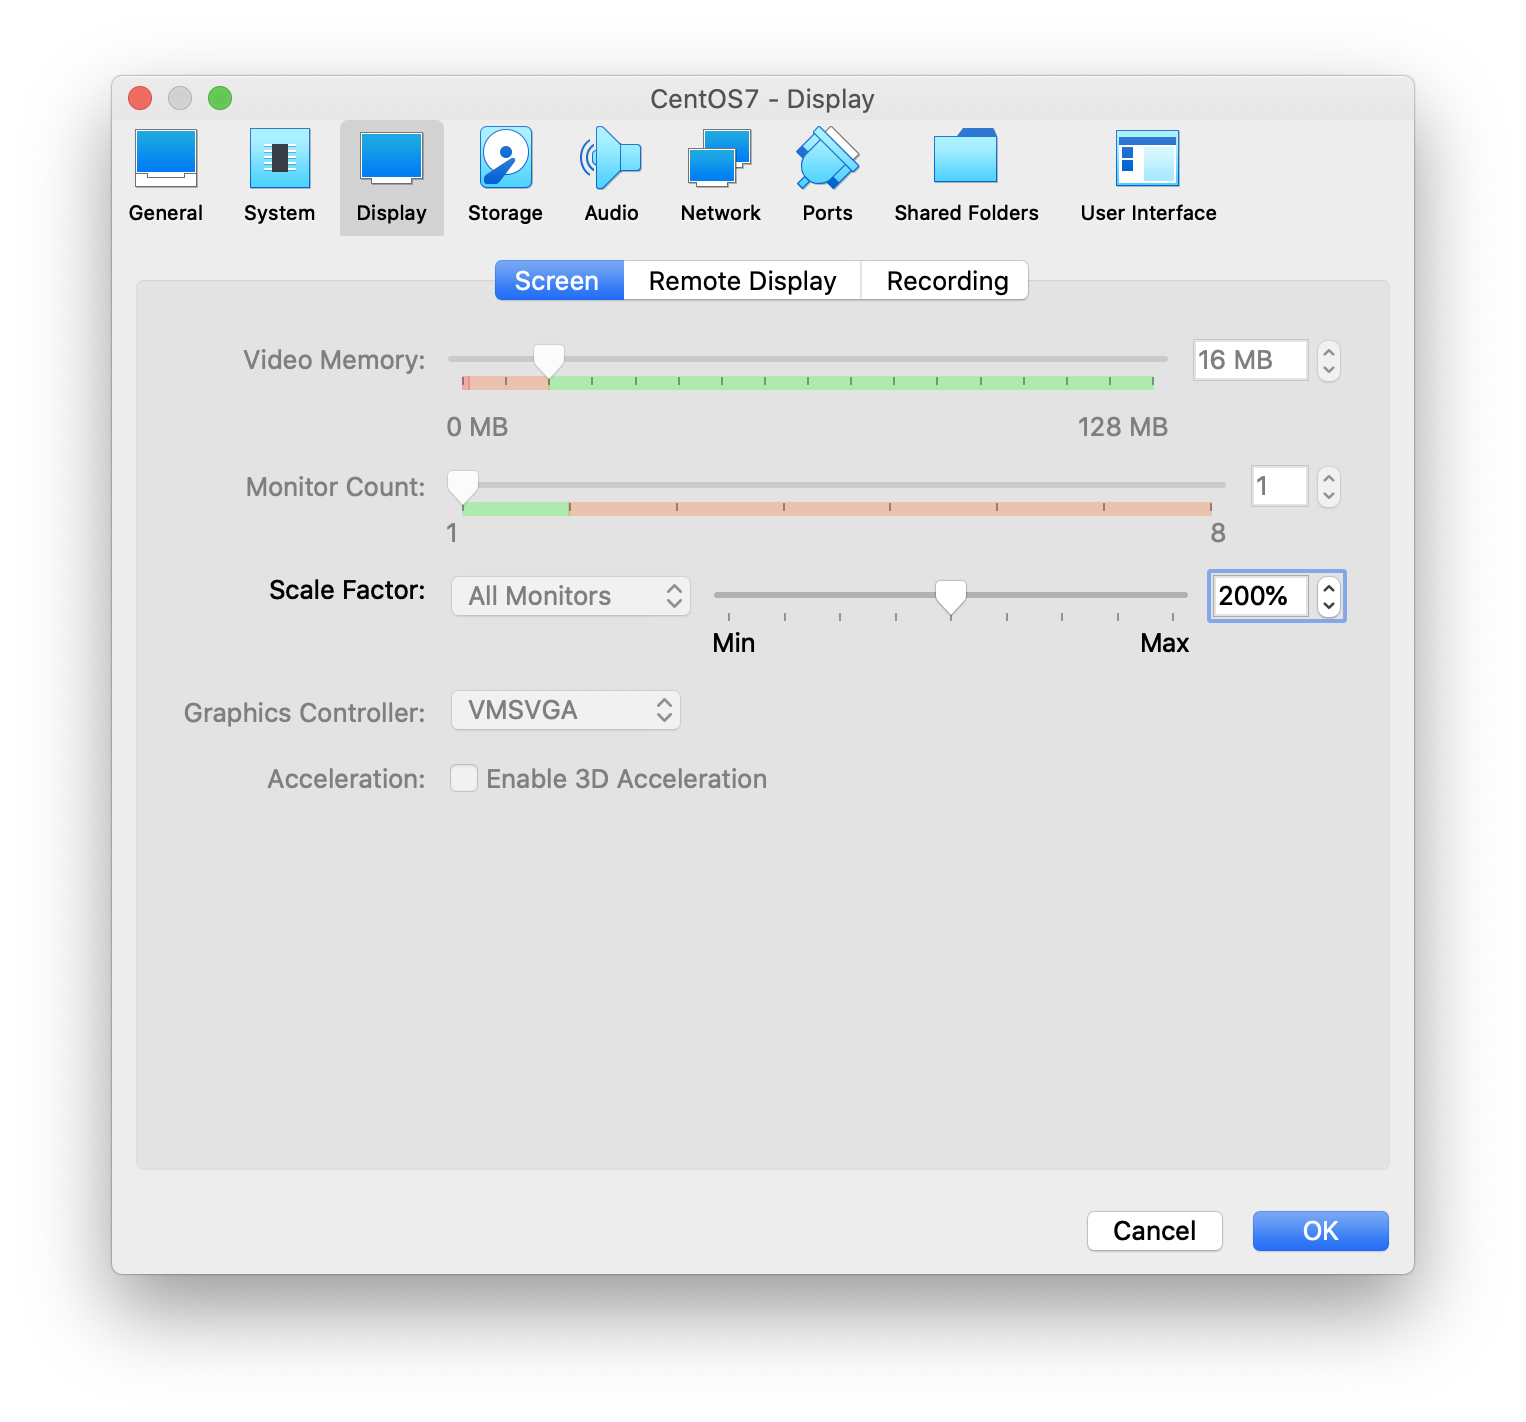 CentOS7 - Display
General System Display Storage Audio Network Ports Shared Folders User Interface
Screen Remote Display Recording
Video Memory: 16 MB
0 MB 128 MB
Monitor Count: 1
1 8
Scale Factor: All Monitors 200%
Min Max
Graphics Controller: VMSVGA
Acceleration: Enable 3D Acceleration
Cancel OK